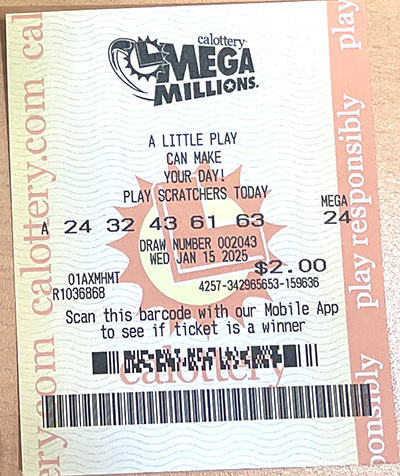 calottery
MEGA
MILLIONS.
A LITTLE PLAY
CAN MAKE
YOUR DAY!
PLAY SCRATCHERS TODAY
MEGA
A 24 32 43 61 63 24
DRAW NUMBER 002043
WED JAN 15 2025
$2.00
01AXMHMT
R1036868 4257-342965653-159636
Scan this barcode with our Mobile App
to see if ticket is a winner
calottery
calottery.com cal
play responsibly play